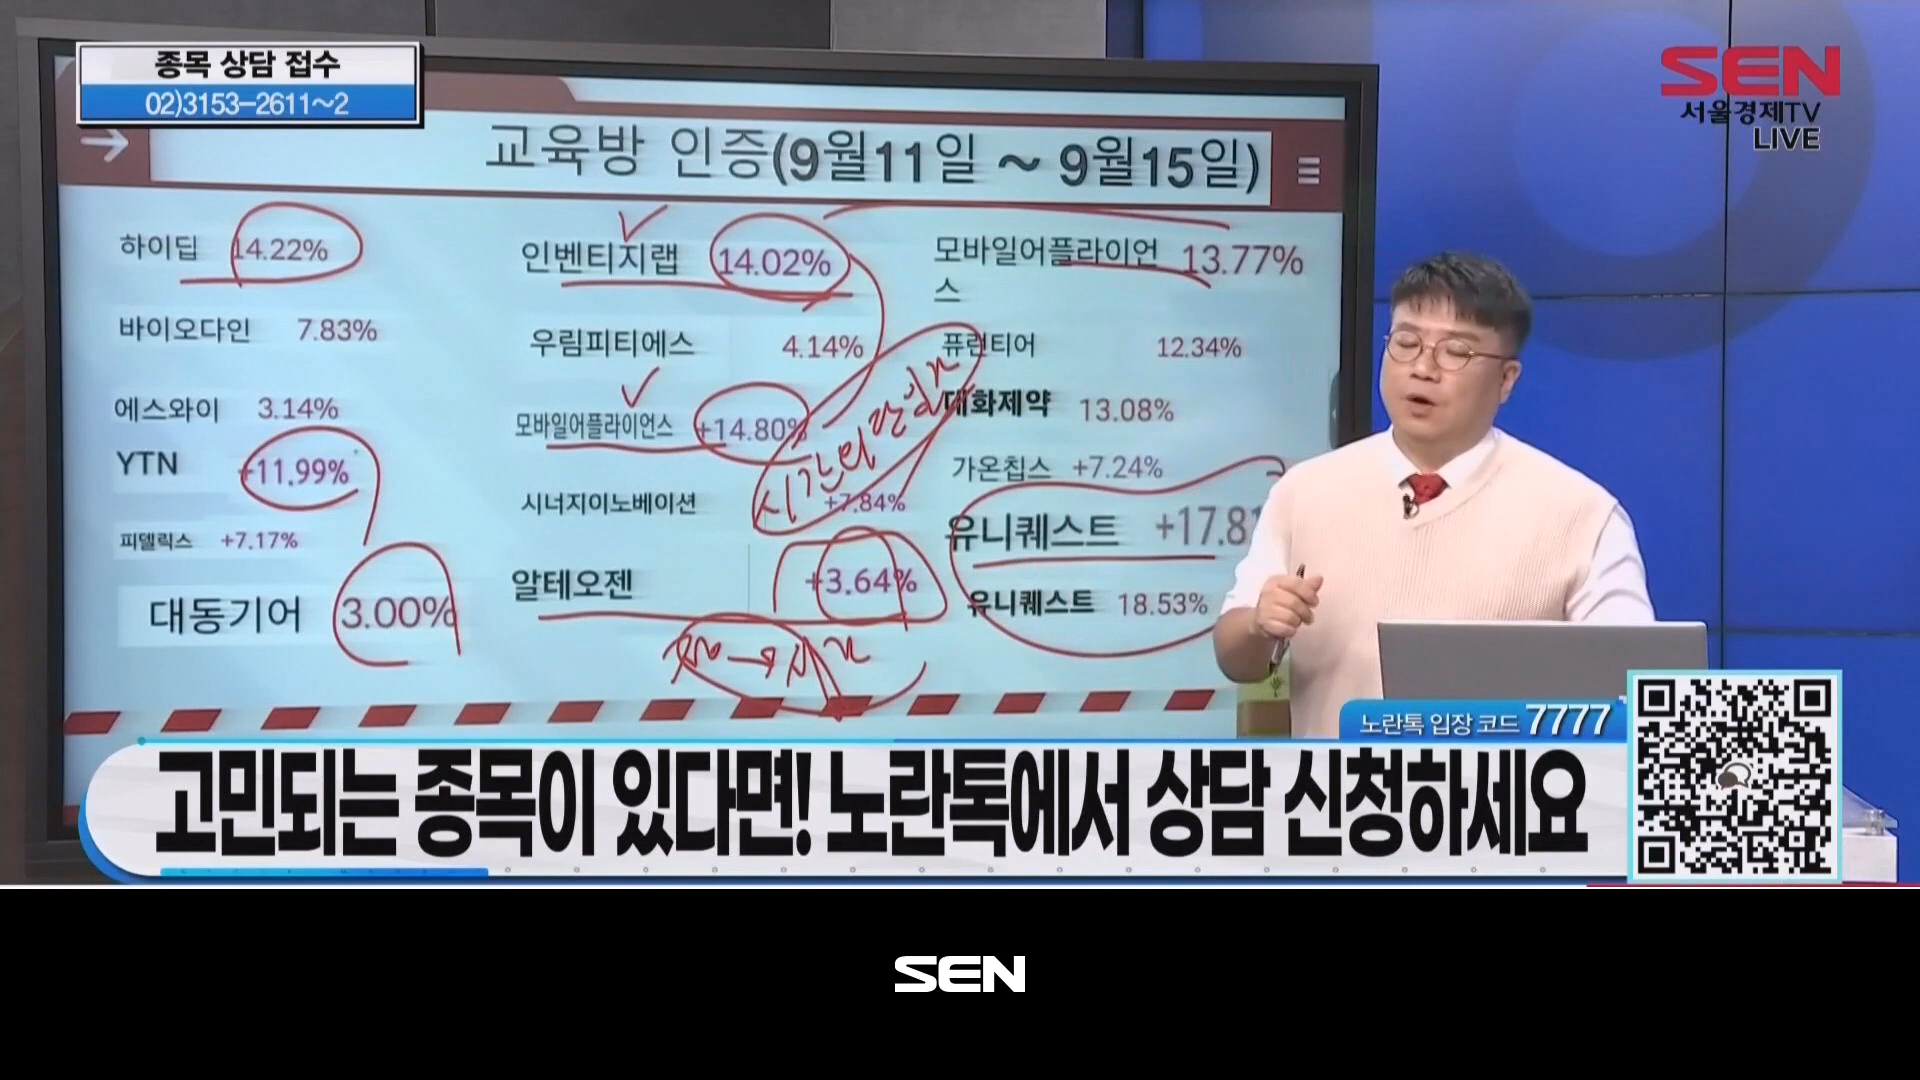 종목 상담 접수
02)3153-2611~2
SEN
서울경제TV
LIVE
교육방 인증(9월11일 ~ 9월15일)
하이딥 14.22%
바이오다인 7.83%
에스와이 3.14%
YTN +11.99%
피델릭스 +7.17%
대동기어 3.00%
인벤티지랩 14.02%
우림피티에스 4.14%
모바일어플라이언스 +14.80%
시너지이노베이션 +7.84%
알테오젠 +3.64%
모바일어플라이언
스 13.77%
퓨런티어 12.34%
대화제약 13.08%
가온칩스 +7.24%
유니퀘스트 +17.8
유니퀘스트 18.53%
노란톡 입장 코드 7777
고민되는 종목이 있다면! 노란톡에서 상담 신청하세요
SEN